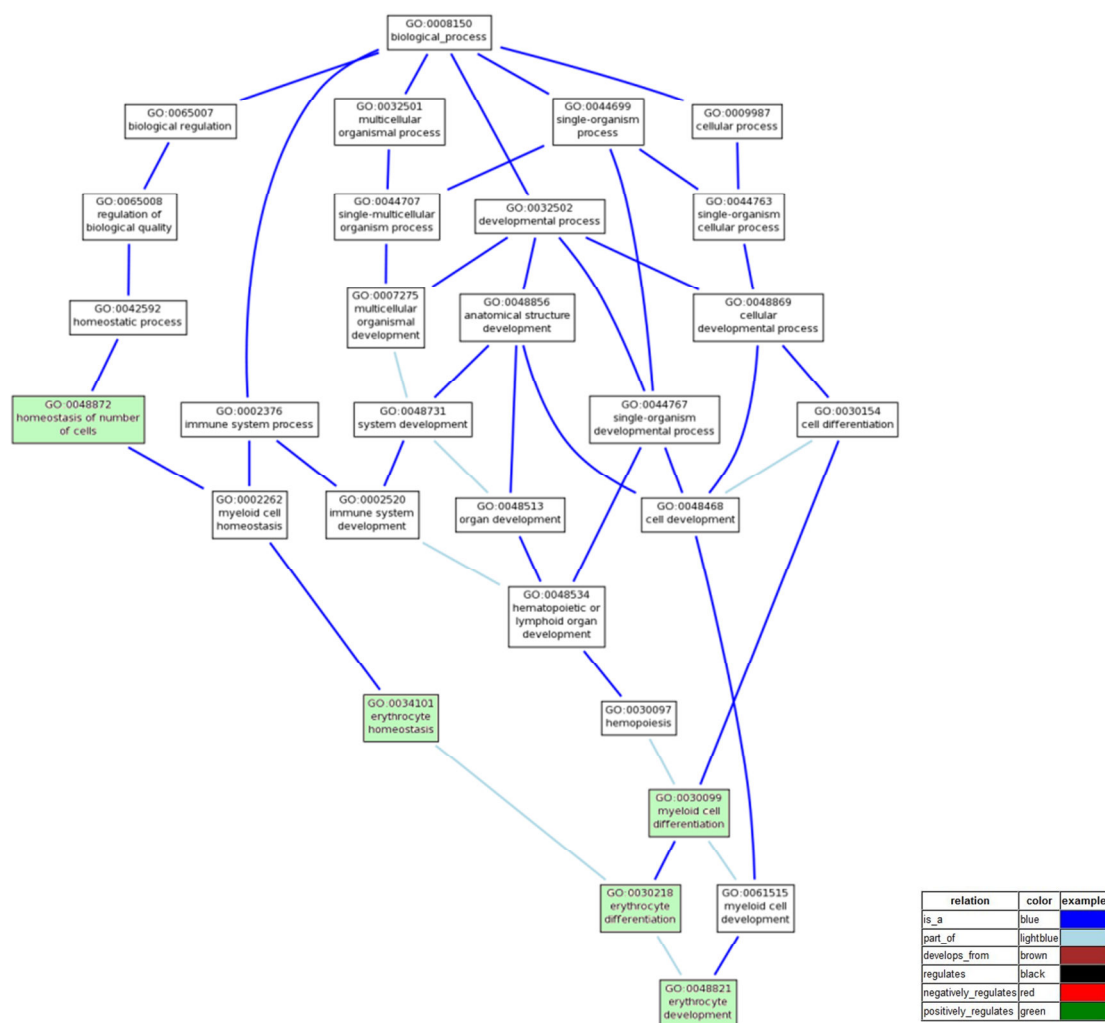 GO:0008150
biological_process
GO:0065007
biological regulation
GO:0032501
multicellular
organismal process
GO:0044699
single-organism
process
GO:0009987
cellular process
GO:0065008
regulation of
biological quality
GO:0044707
single-multicellular
organism process
GO:0032502
developmental process
GO:0044763
single-organism
cellular process
GO:0042592
homeostatic process
GO:0007275
multicellular
organismal
development
GO:0048856
anatomical structure
development
GO:0048869
cellular
developmental process
GO:0048872
homeostasis of number
of cells
GO:0002376
immune system process
GO:0048731
system development
GO:0044767
single-organism
developmental process
GO:0030154
cell differentiation
GO:0002262
myeloid cell
homeostasis
GO:0002520
immune system
development
GO:0048513
organ development
GO:0048468
cell development
GO:0048534
hematopoietic or
lymphoid organ
development
GO:0034101
erythrocyte
homeostasis
GO:0030097
hemopoiesis
GO:0030099
myeloid cell
differentiation
GO:0030218
erythrocyte
differentiation
GO:0061515
myeloid cell
development
GO:0048821
erythrocyte
development
relation color example
is_a blue
part_of lightblue
develops_from brown
regulates black
negatively_regulates red
positively_regulates green